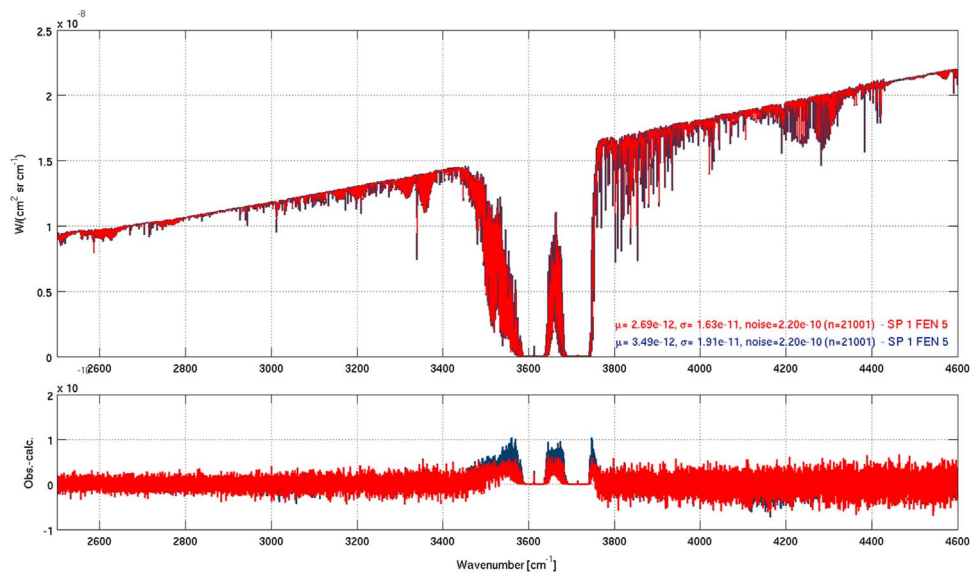 x 10 -8
2.5
2
1.5
1
0.5
0
W/(cm² sr cm⁻¹)
μ= 2.69e-12, σ= 1.63e-11, noise=2.20e-10 (n=21001) - SP 1 FEN 5
μ= 3.49e-12, σ= 1.91e-11, noise=2.20e-10 (n=21001) - SP 1 FEN 5
2600 2800 3000 3200 3400 3600 3800 4000 4200 4400 4600
x 10 -10
2
1
0
-1
Obs.-calc.
2600 2800 3000 3200 3400 3600 3800 4000 4200 4400 4600
Wavenumber [cm⁻¹]